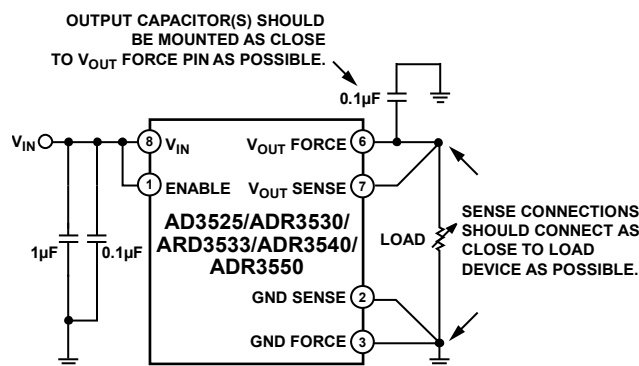 OUTPUT CAPACITOR(S) SHOULD
BE MOUNTED AS CLOSE
TO VOUT FORCE PIN AS POSSIBLE.
0.1µF
VIN
8
VIN
VOUT FORCE
6
1
ENABLE
VOUT SENSE
7
AD3525/ADR3530/
ARD3533/ADR3540/
ADR3550
1µF
0.1µF
LOAD
SENSE CONNECTIONS
SHOULD CONNECT AS
CLOSE TO LOAD
DEVICE AS POSSIBLE.
GND SENSE
2
GND FORCE
3